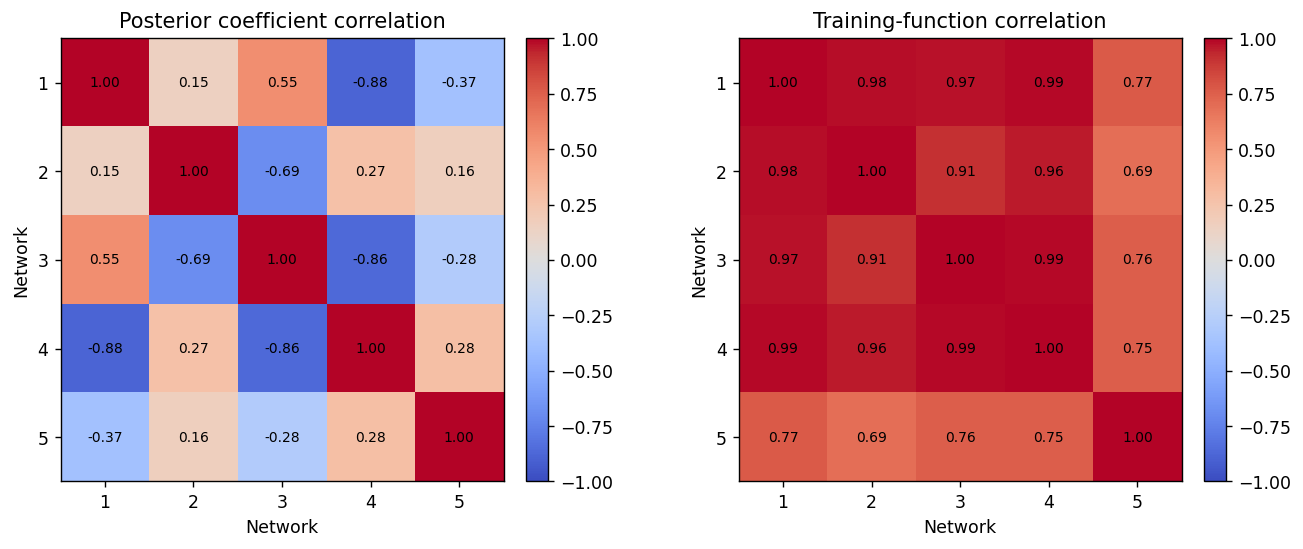 Posterior coefficient correlation
1 1.00 0.15 0.55 -0.88 -0.37
2 0.15 1.00 -0.69 0.27 0.16
3 0.55 -0.69 1.00 -0.86 -0.28
4 -0.88 0.27 -0.86 1.00 0.28
5 -0.37 0.16 -0.28 0.28 1.00
1 2 3 4 5
Network
Network
1.00
0.75
0.50
0.25
0.00
−0.25
−0.50
−0.75
−1.00
Training-function correlation
1 1.00 0.98 0.97 0.99 0.77
2 0.98 1.00 0.91 0.96 0.69
3 0.97 0.91 1.00 0.99 0.76
4 0.99 0.96 0.99 1.00 0.75
5 0.77 0.69 0.76 0.75 1.00
1 2 3 4 5
Network
Network
1.00
0.75
0.50
0.25
0.00
−0.25
−0.50
−0.75
−1.00